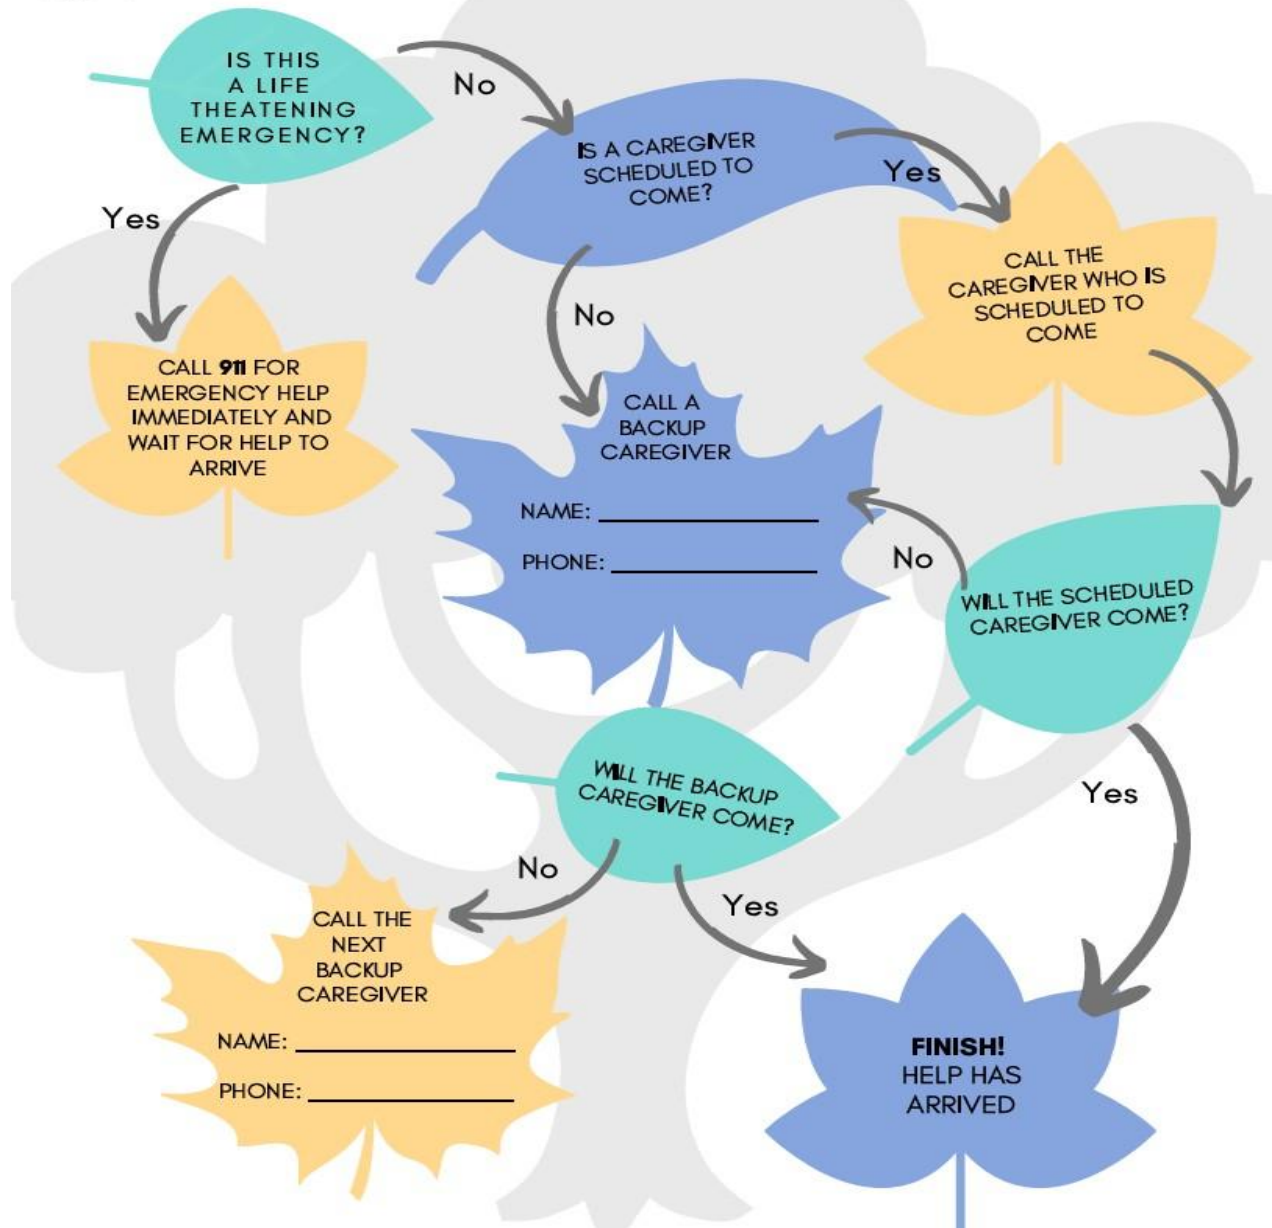 IS THIS
A LIFE
THEATENING
EMERGENCY?
No
Yes
IS A CAREGIVER
SCHEDULED TO
COME?
Yes
No
CALL THE
CAREGIVER WHO IS
SCHEDULED TO
COME
CALL 911 FOR
EMERGENCY HELP
IMMEDIATELY AND
WAIT FOR HELP TO
ARRIVE
CALL A
BACKUP
CAREGIVER
NAME:
PHONE:
No
WILL THE SCHEDULED
CAREGIVER COME?
Yes
WILL THE BACKUP
CAREGIVER COME?
No
Yes
CALL THE
NEXT
BACKUP
CAREGIVER
NAME:
PHONE:
FINISH!
HELP HAS
ARRIVED